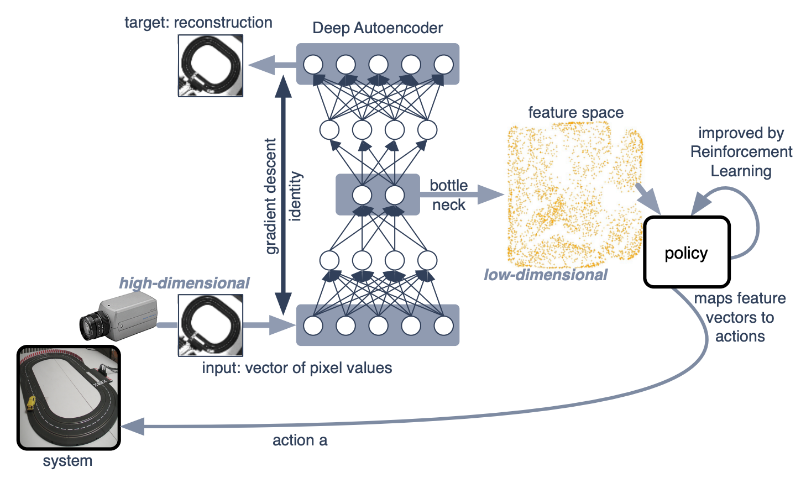 target: reconstruction
Deep Autoencoder
feature space
improved by
Reinforcement
Learning
gradient descent
identity
bottle
neck
policy
high-dimensional
low-dimensional
maps feature
vectors to
actions
input: vector of pixel values
action a
system